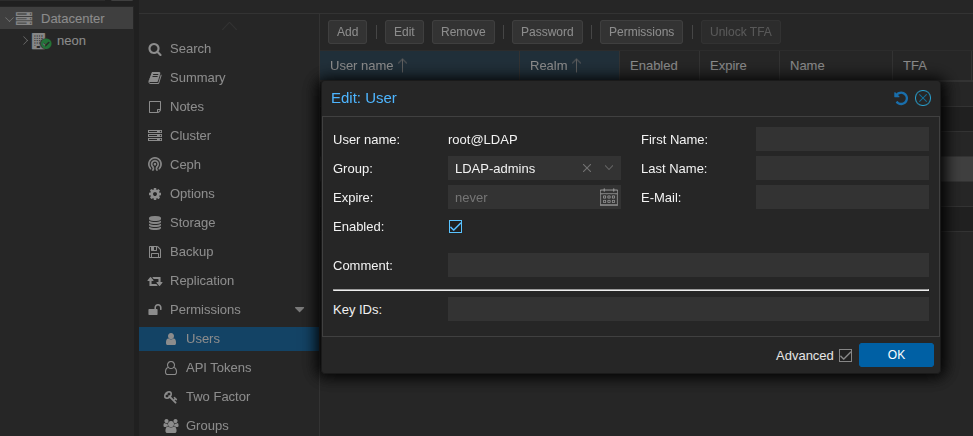 Datacenter
neon
Search
Summary
Notes
Cluster
Ceph
Options
Storage
Backup
Replication
Permissions
Users
API Tokens
Two Factor
Groups
Add Edit Remove Password Permissions Unlock TFA
User name Realm Enabled Expire Name TFA
Edit: User
User name: root@LDAP First Name:
Group: LDAP-admins Last Name:
Expire: never E-Mail:
Enabled:
Comment:
Key IDs:
Advanced OK